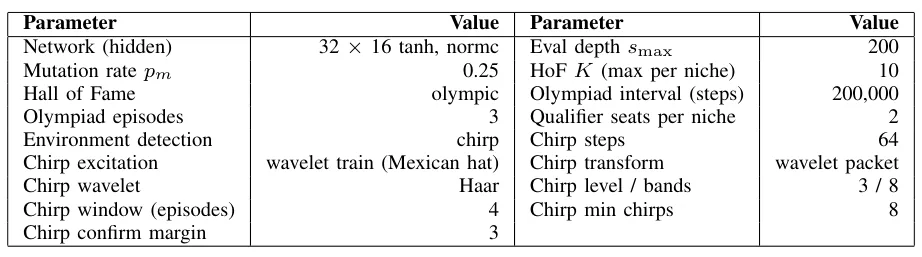 Parameter Value Parameter Value
Network (hidden) 32 × 16 tanh, normc Eval depth s_max 200
Mutation rate p_m 0.25 HoF K (max per niche) 10
Hall of Fame olympic Olympiad interval (steps) 200,000
Olympiad episodes 3 Qualifier seats per niche 2
Environment detection chirp Chirp steps 64
Chirp excitation wavelet train (Mexican hat) Chirp transform wavelet packet
Chirp wavelet Haar Chirp level / bands 3 / 8
Chirp window (episodes) 4 Chirp min chirps 8
Chirp confirm margin 3